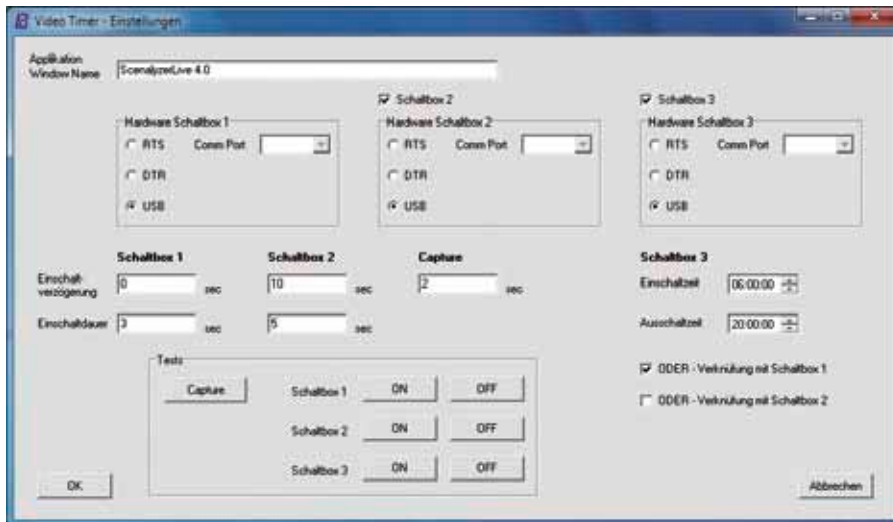 Video Timer - Einstellungen
Applikation
Window Name
ScenalyzerLive 4.0
Schaltbox 2
Schaltbox 3
Hardware Schaltbox 1
Hardware Schaltbox 2
Hardware Schaltbox 3
RTS Comm Port
RTS Comm Port
RTS Comm Port
DTR
DTR
DTR
USB
USB
USB
Schaltbox 1 Schaltbox 2 Capture Schaltbox 3
Einschalt-
verzögerung
0 sec 10 sec 2 sec
Einschaltzeit 06:00:00
Einschaltdauer 3 sec 5 sec
Ausschaltzeit 20:00:00
Tests
Capture
Schaltbox 1 ON OFF
Schaltbox 2 ON OFF
Schaltbox 3 ON OFF
ODER - Verknüfung mit Schaltbox 1
ODER - Verknüfung mit Schaltbox 2
OK
Abbrechen